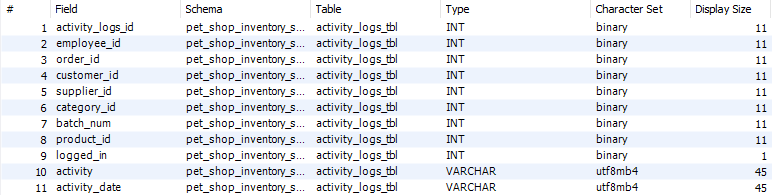 # Field Schema Table Type Character Set Display Size
1 activity_logs_id pet_shop_inventory_s... activity_logs_tbl INT binary 11
2 employee_id pet_shop_inventory_s... activity_logs_tbl INT binary 11
3 order_id pet_shop_inventory_s... activity_logs_tbl INT binary 11
4 customer_id pet_shop_inventory_s... activity_logs_tbl INT binary 11
5 supplier_id pet_shop_inventory_s... activity_logs_tbl INT binary 11
6 category_id pet_shop_inventory_s... activity_logs_tbl INT binary 11
7 batch_num pet_shop_inventory_s... activity_logs_tbl INT binary 11
8 product_id pet_shop_inventory_s... activity_logs_tbl INT binary 11
9 logged_in pet_shop_inventory_s... activity_logs_tbl INT binary 1
10 activity pet_shop_inventory_s... activity_logs_tbl VARCHAR utf8mb4 45
11 activity_date pet_shop_inventory_s... activity_logs_tbl VARCHAR utf8mb4 45